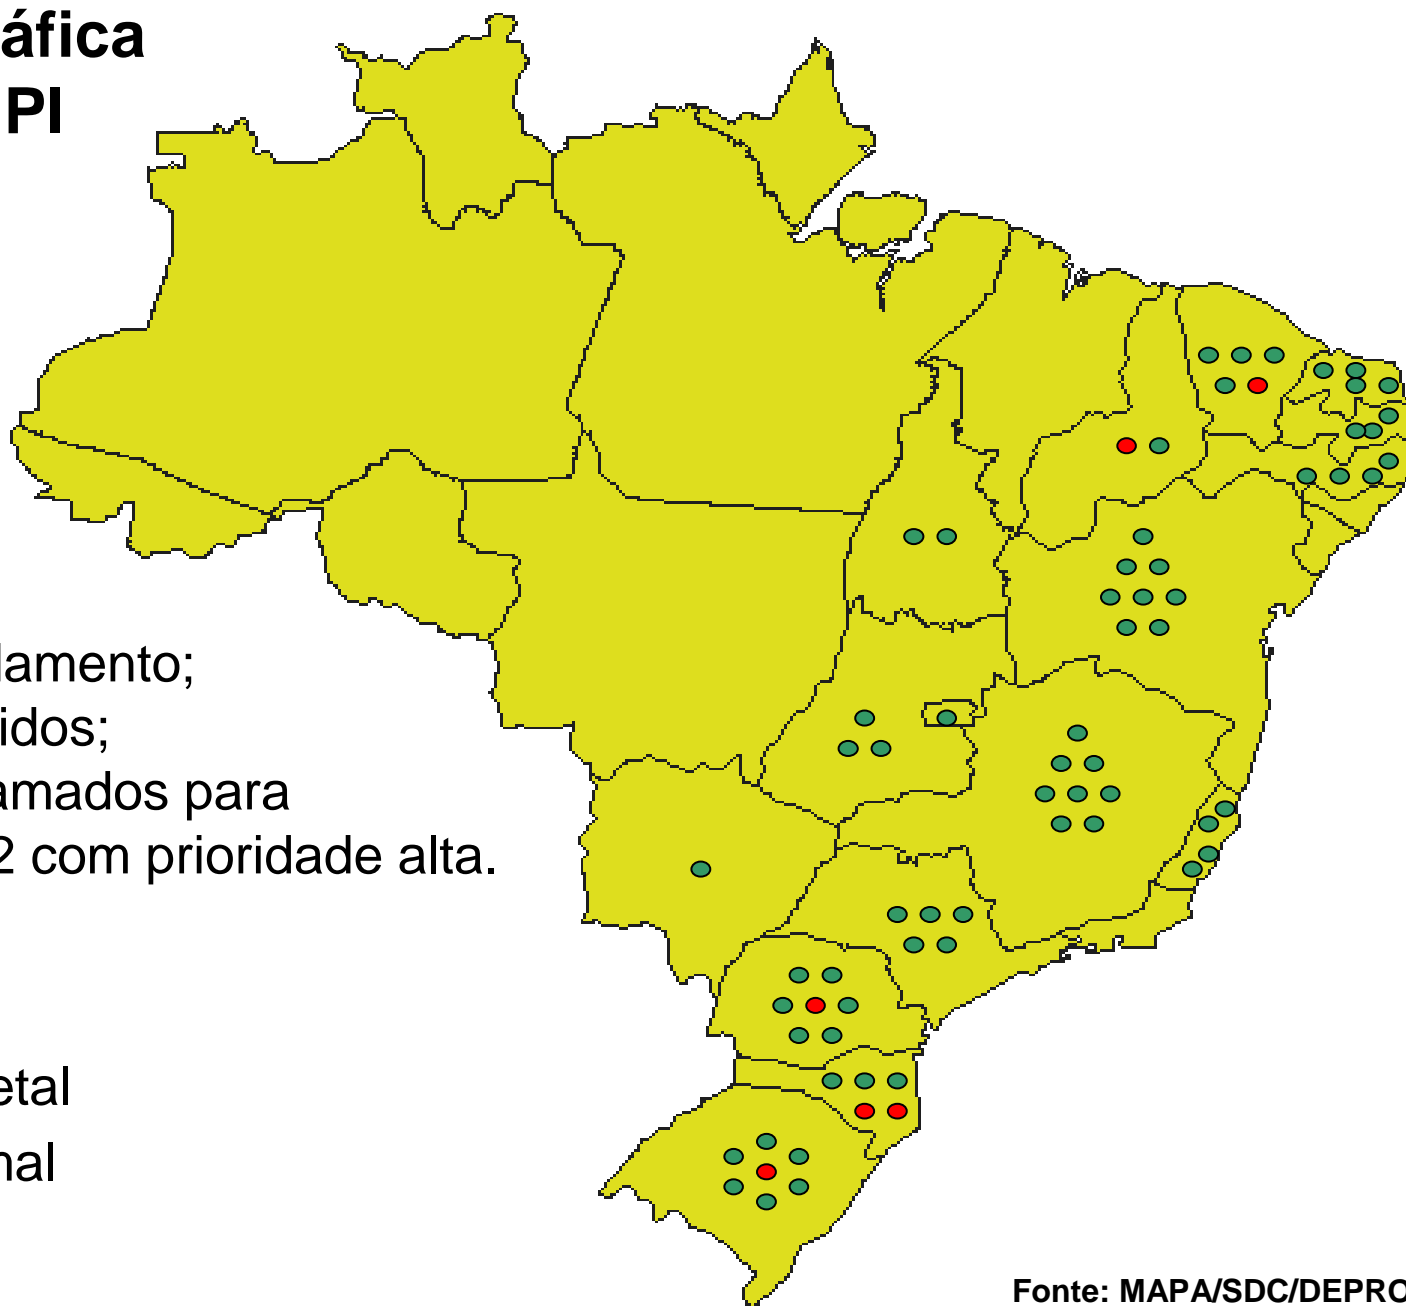 áfica
PI
lamento;
idos;
amados para
2 com prioridade alta.
etal
nal
Fonte: MAPA/SDC/DEPRO